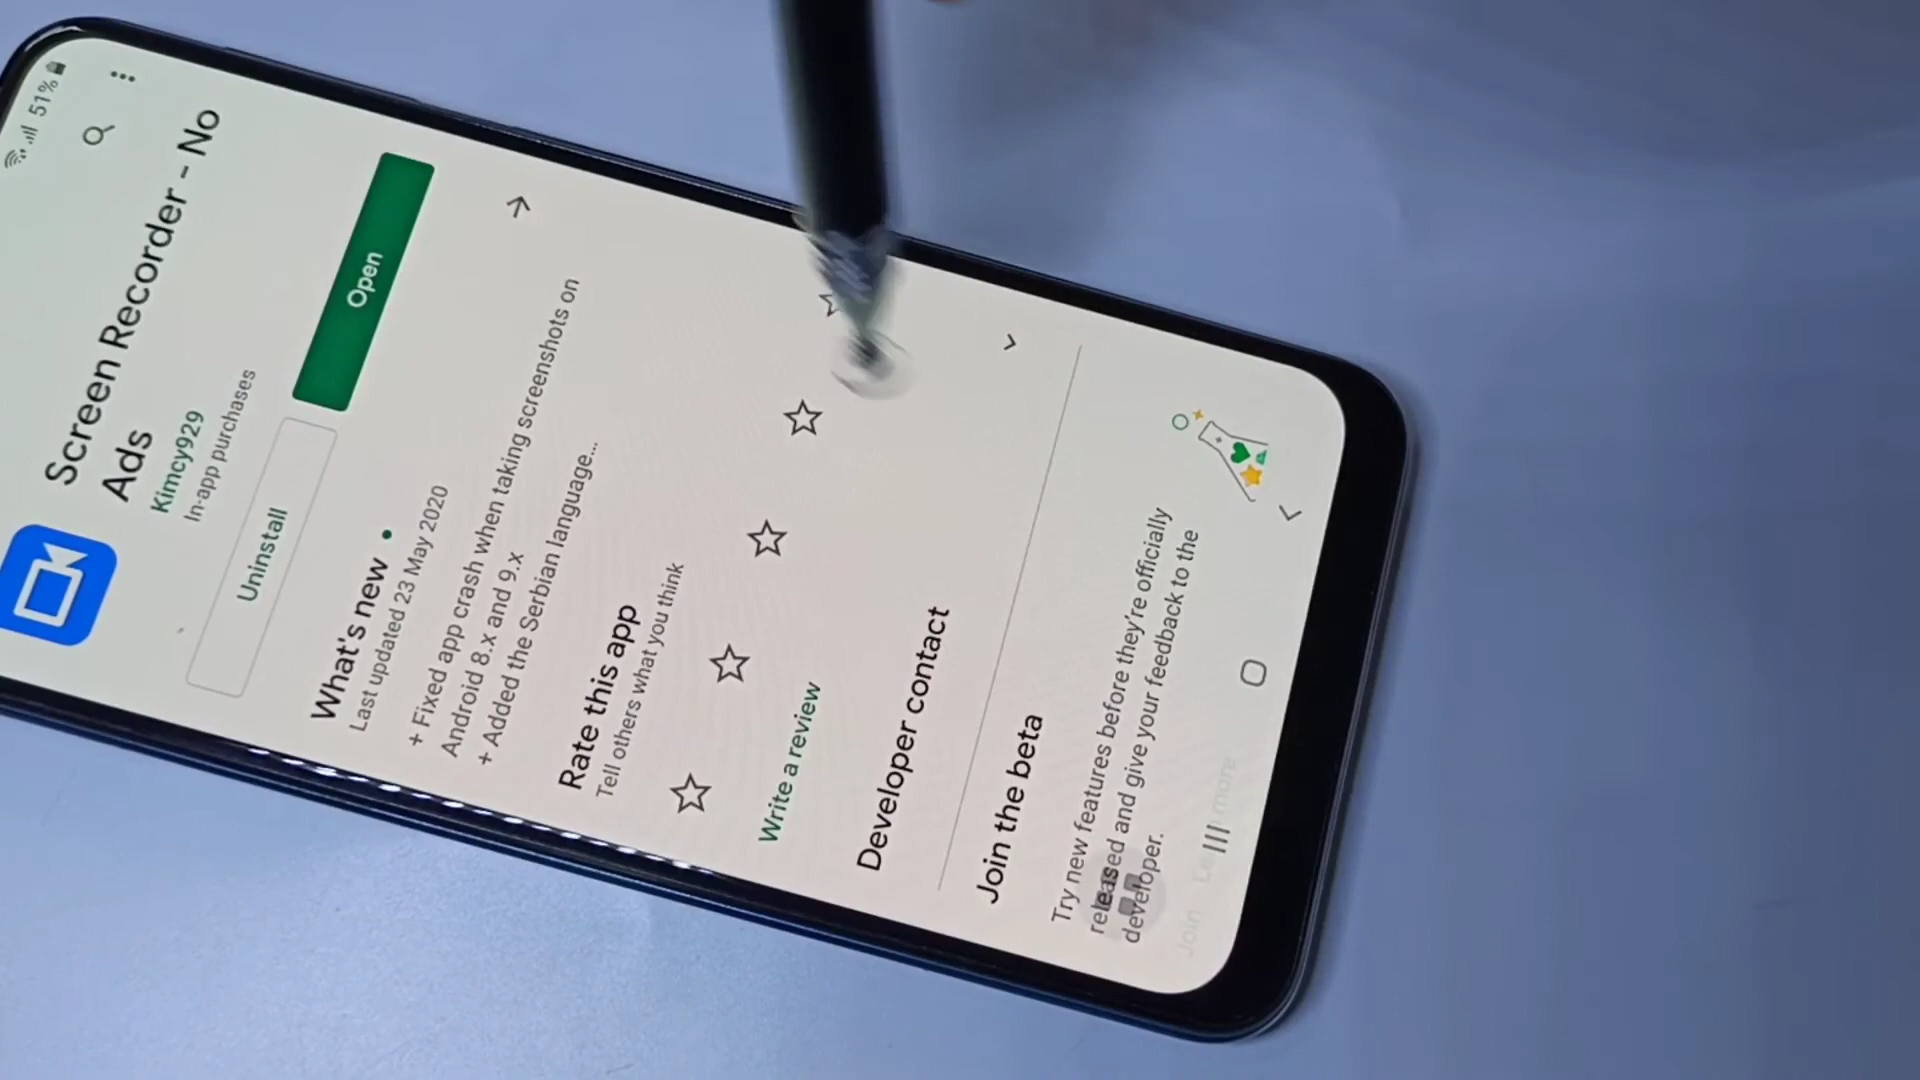 51%
Screen Recorder - No
Ads
Kimcy929
In-app purchases
Uninstall
Open
What's new
Last updated 23 May 2020
+ Fixed app crash when taking screenshots on
Android 8.x and 9.x
+ Added the Serbian language...
Rate this app
Tell others what you think
Write a review
Developer contact
Join the beta
Try new features before they're officially
released and give your feedback to the
developer.
Join
more